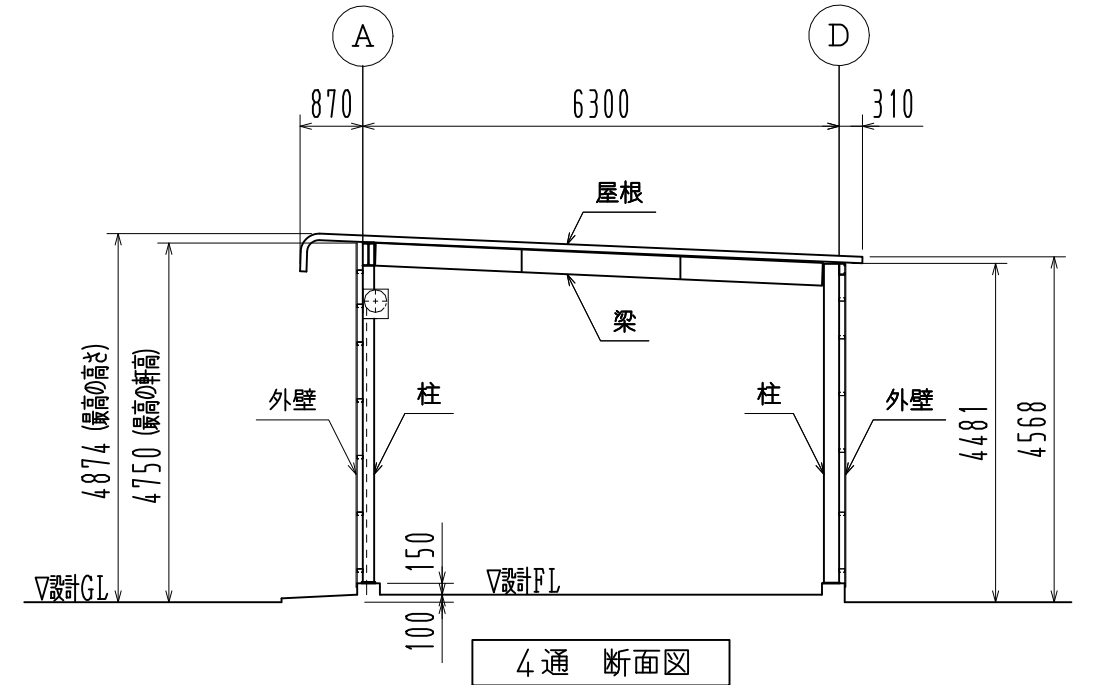 A
D
870
6300
310
屋根
梁
4874 (最高の高さ)
4750 (最高の軒高)
外壁
柱
柱
外壁
4481
4568
150
▽設計GL
▽設計FL
100
4通 断面図